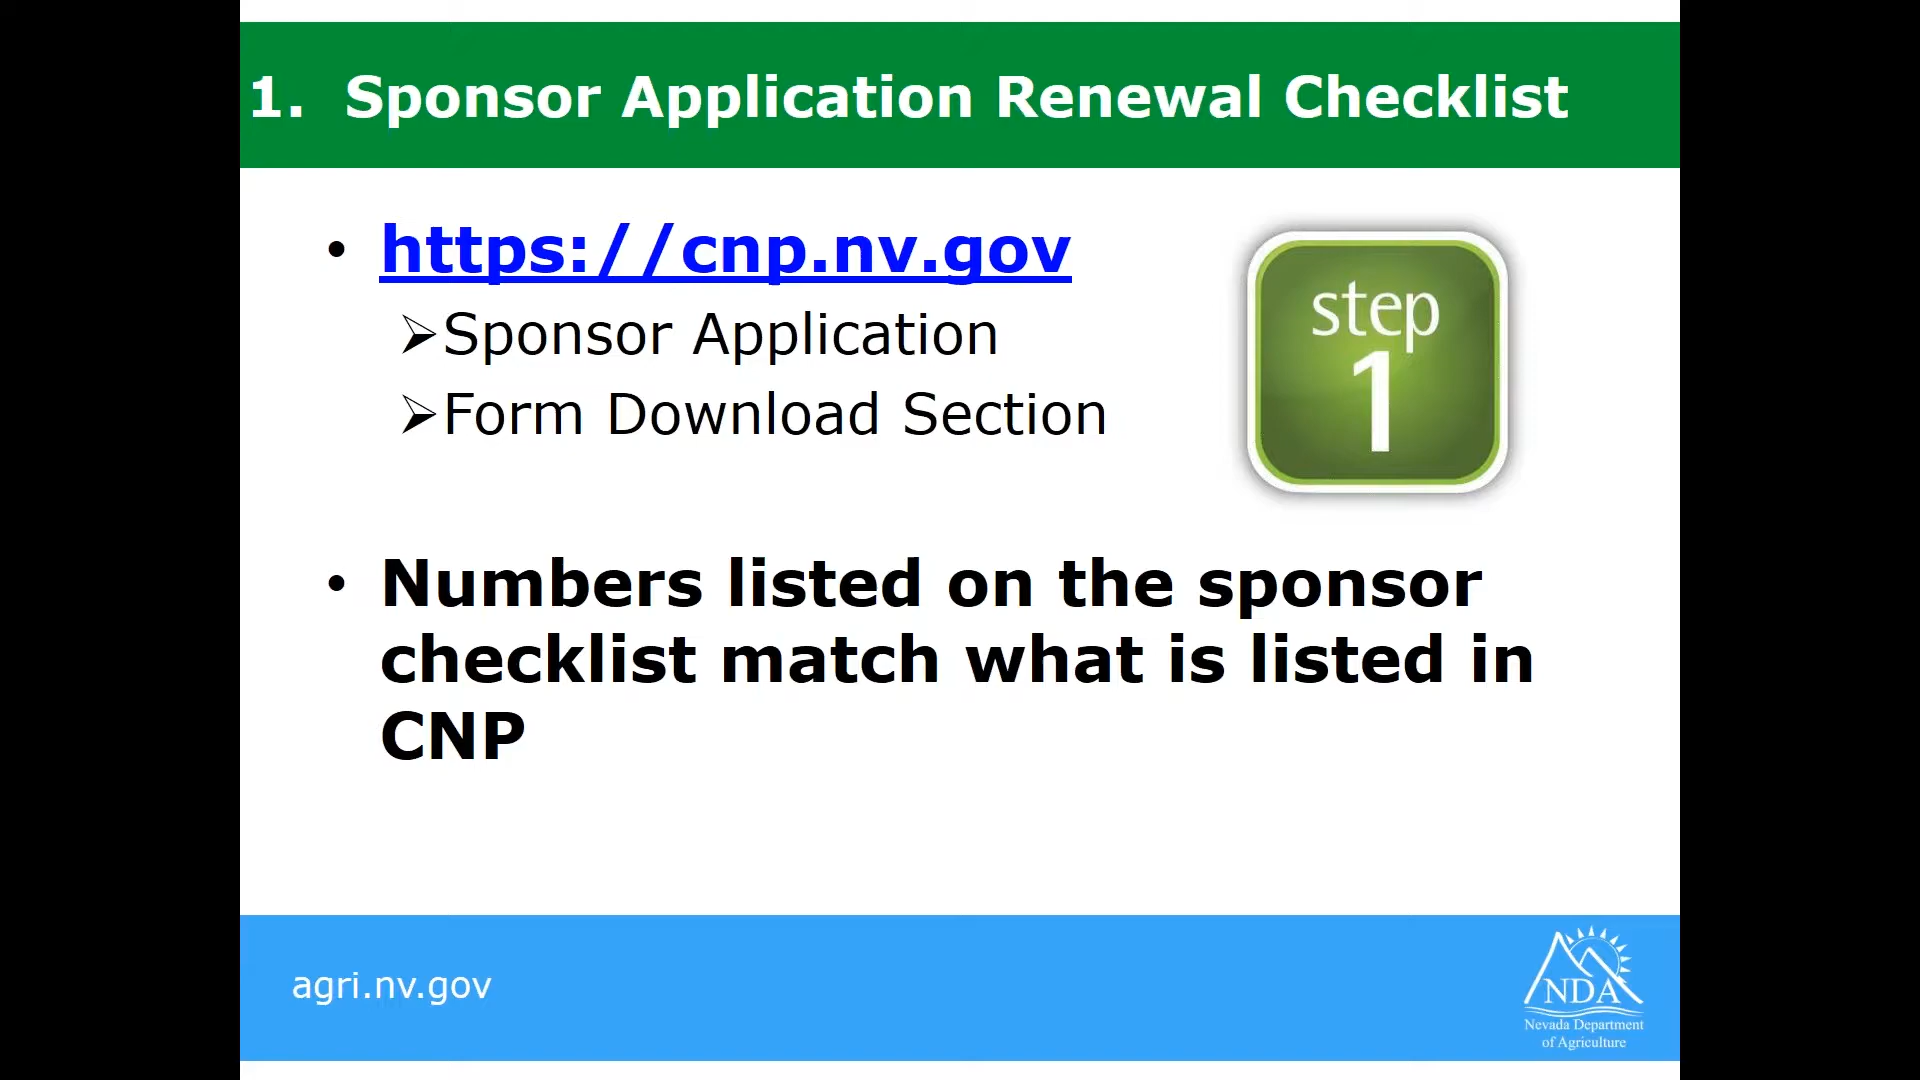 1. Sponsor Application Renewal Checklist
• https://cnp.nv.gov
➢Sponsor Application
➢Form Download Section
step
1
• Numbers listed on the sponsor
checklist match what is listed in
CNP
agri.nv.gov
NDA
Nevada Department
of Agriculture